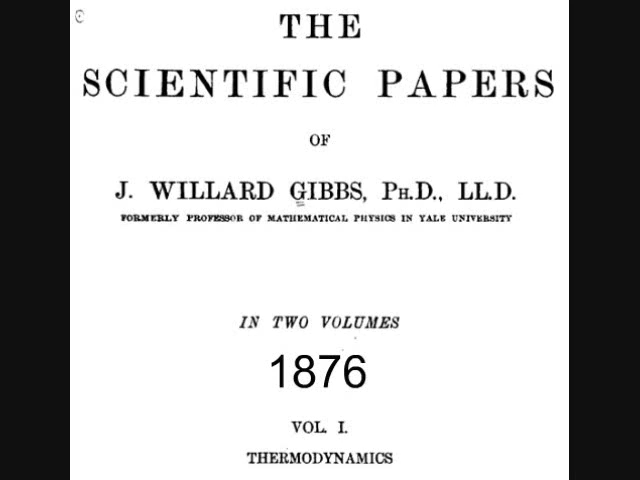 THE
SCIENTIFIC PAPERS
OF
J. WILLARD GIBBS, PH.D., LL.D.
FORMERLY PROFESSOR OF MATHEMATICAL PHYSICS IN YALE UNIVERSITY
IN TWO VOLUMES
1876
VOL. I.
THERMODYNAMICS